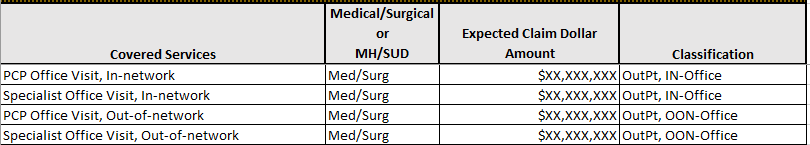 Covered Services Medical/Surgical or MH/SUD Expected Claim Dollar Amount Classification
PCP Office Visit, In-network Med/Surg $XX,XXX,XXX OutPt, IN-Office
Specialist Office Visit, In-network Med/Surg $XX,XXX,XXX OutPt, IN-Office
PCP Office Visit, Out-of-network Med/Surg $XX,XXX,XXX OutPt, OON-Office
Specialist Office Visit, Out-of-network Med/Surg $XX,XXX,XXX OutPt, OON-Office